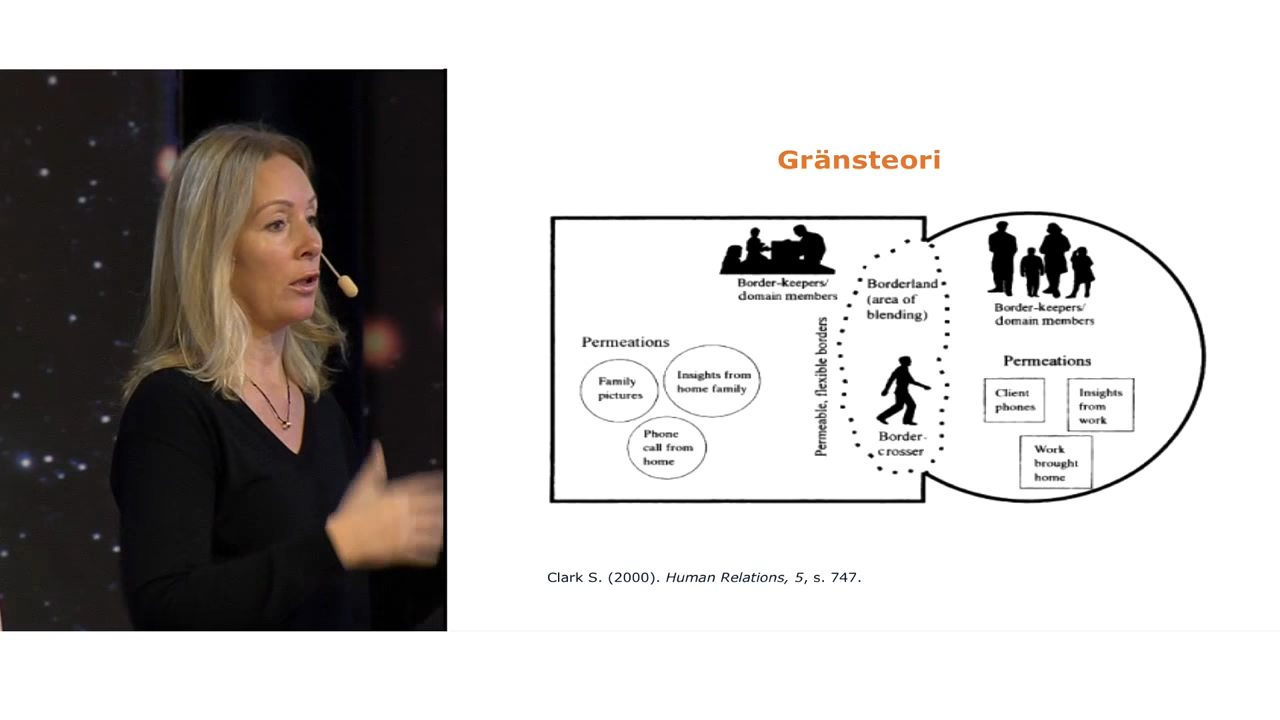 Gränsteori
Border-keepers/
domain members
Permeations
Family
pictures
Insights from
home family
Phone
call from
home
Permeable, flexible borders
Borderland
(area of
blending)
Border-
crosser
Border-keepers/
domain members
Permeations
Client
phones
Insights
from
work
Work
brought
home
Clark S. (2000). Human Relations, 5, s. 747.